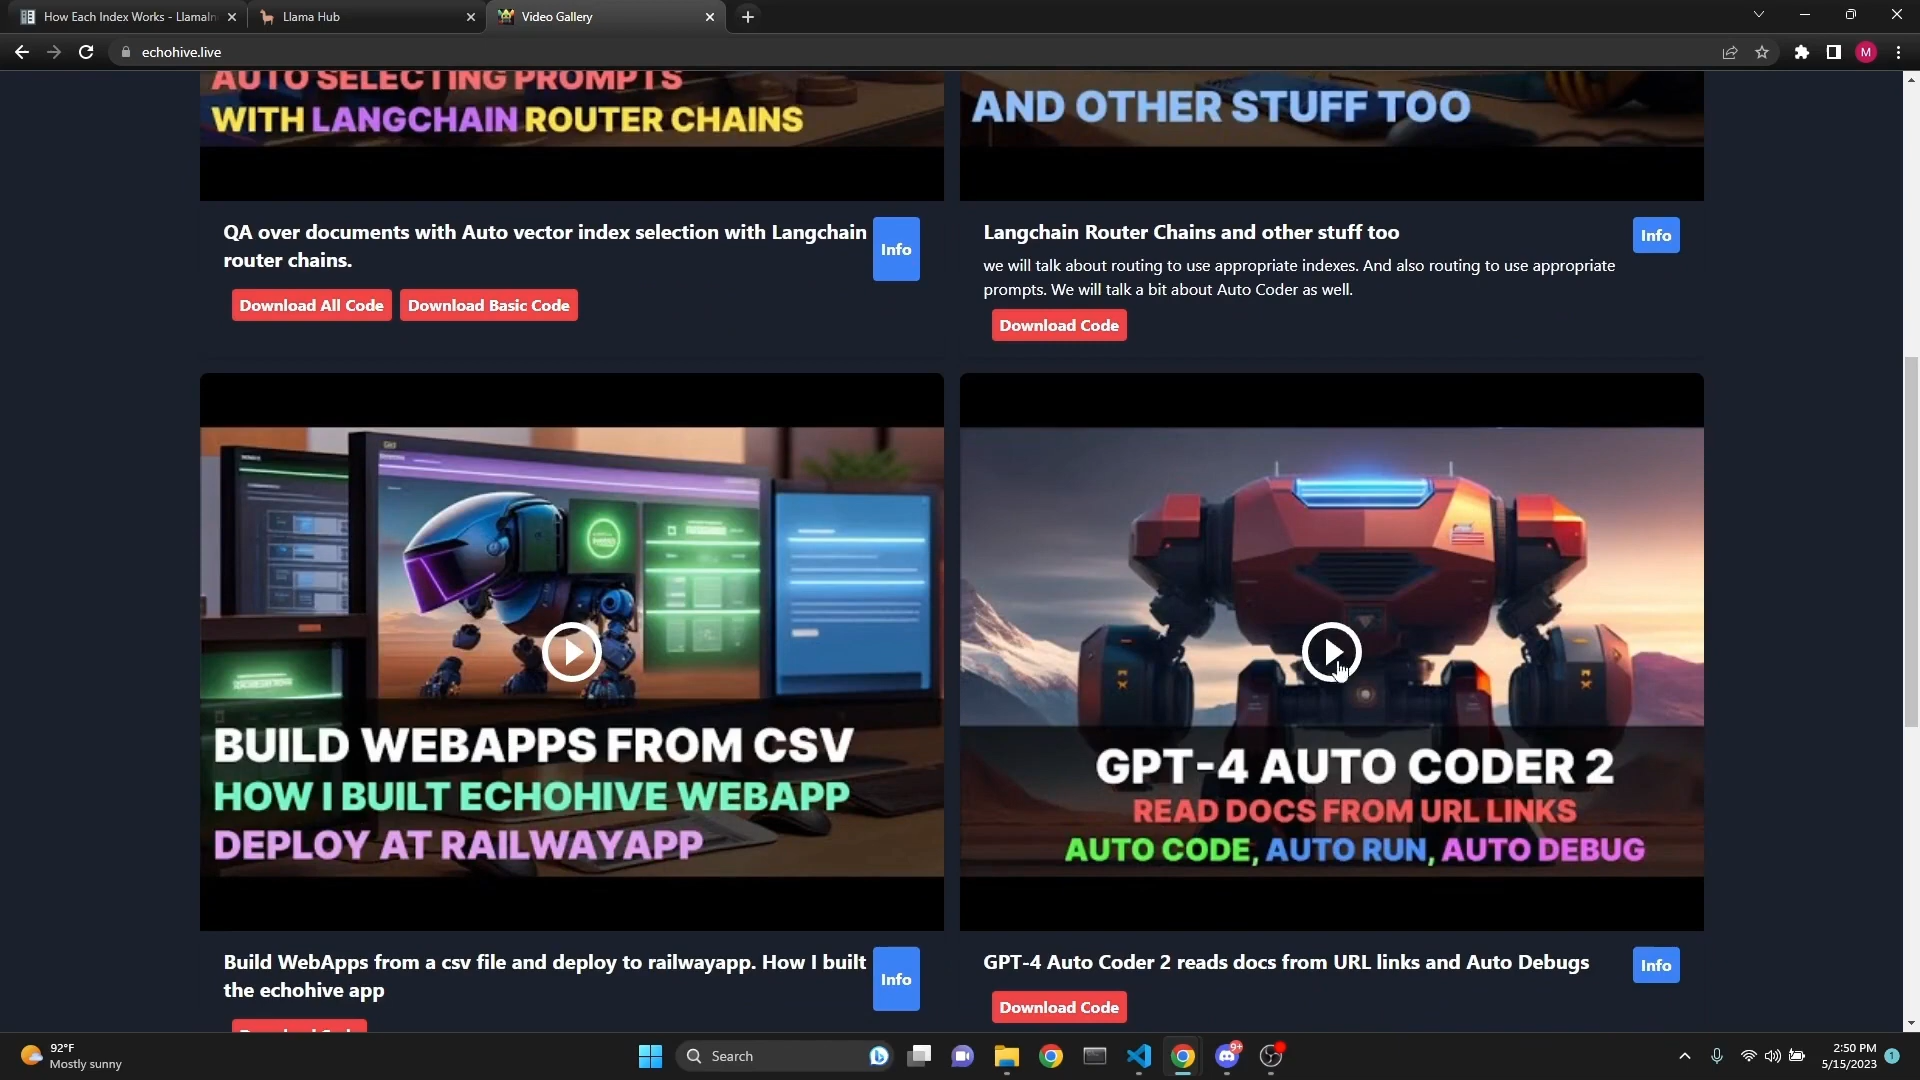 How Each Index Works - LlamaIn
Llama Hub
Video Gallery
echohive.live
M
AUTO SELECTING PROMPTS
WITH LANGCHAIN ROUTER CHAINS
AND OTHER STUFF TOO
QA over documents with Auto vector index selection with Langchain
router chains.
Info
Download All Code
Download Basic Code
Langchain Router Chains and other stuff too
Info
we will talk about routing to use appropriate indexes. And also routing to use appropriate
prompts. We will talk a bit about Auto Coder as well.
Download Code
BUILD WEBAPPS FROM CSV
HOW I BUILT ECHOHIVE WEBAPP
DEPLOY AT RAILWAYAPP
GPT-4 AUTO CODER 2
READ DOCS FROM URL LINKS
AUTO CODE, AUTO RUN, AUTO DEBUG
Build WebApps from a csv file and deploy to railwayapp. How I built
the echohive app
Info
Download Code
GPT-4 Auto Coder 2 reads docs from URL links and Auto Debugs
Info
Download Code
92°F
Mostly sunny
Search
9+
2:50 PM
5/15/2023
1